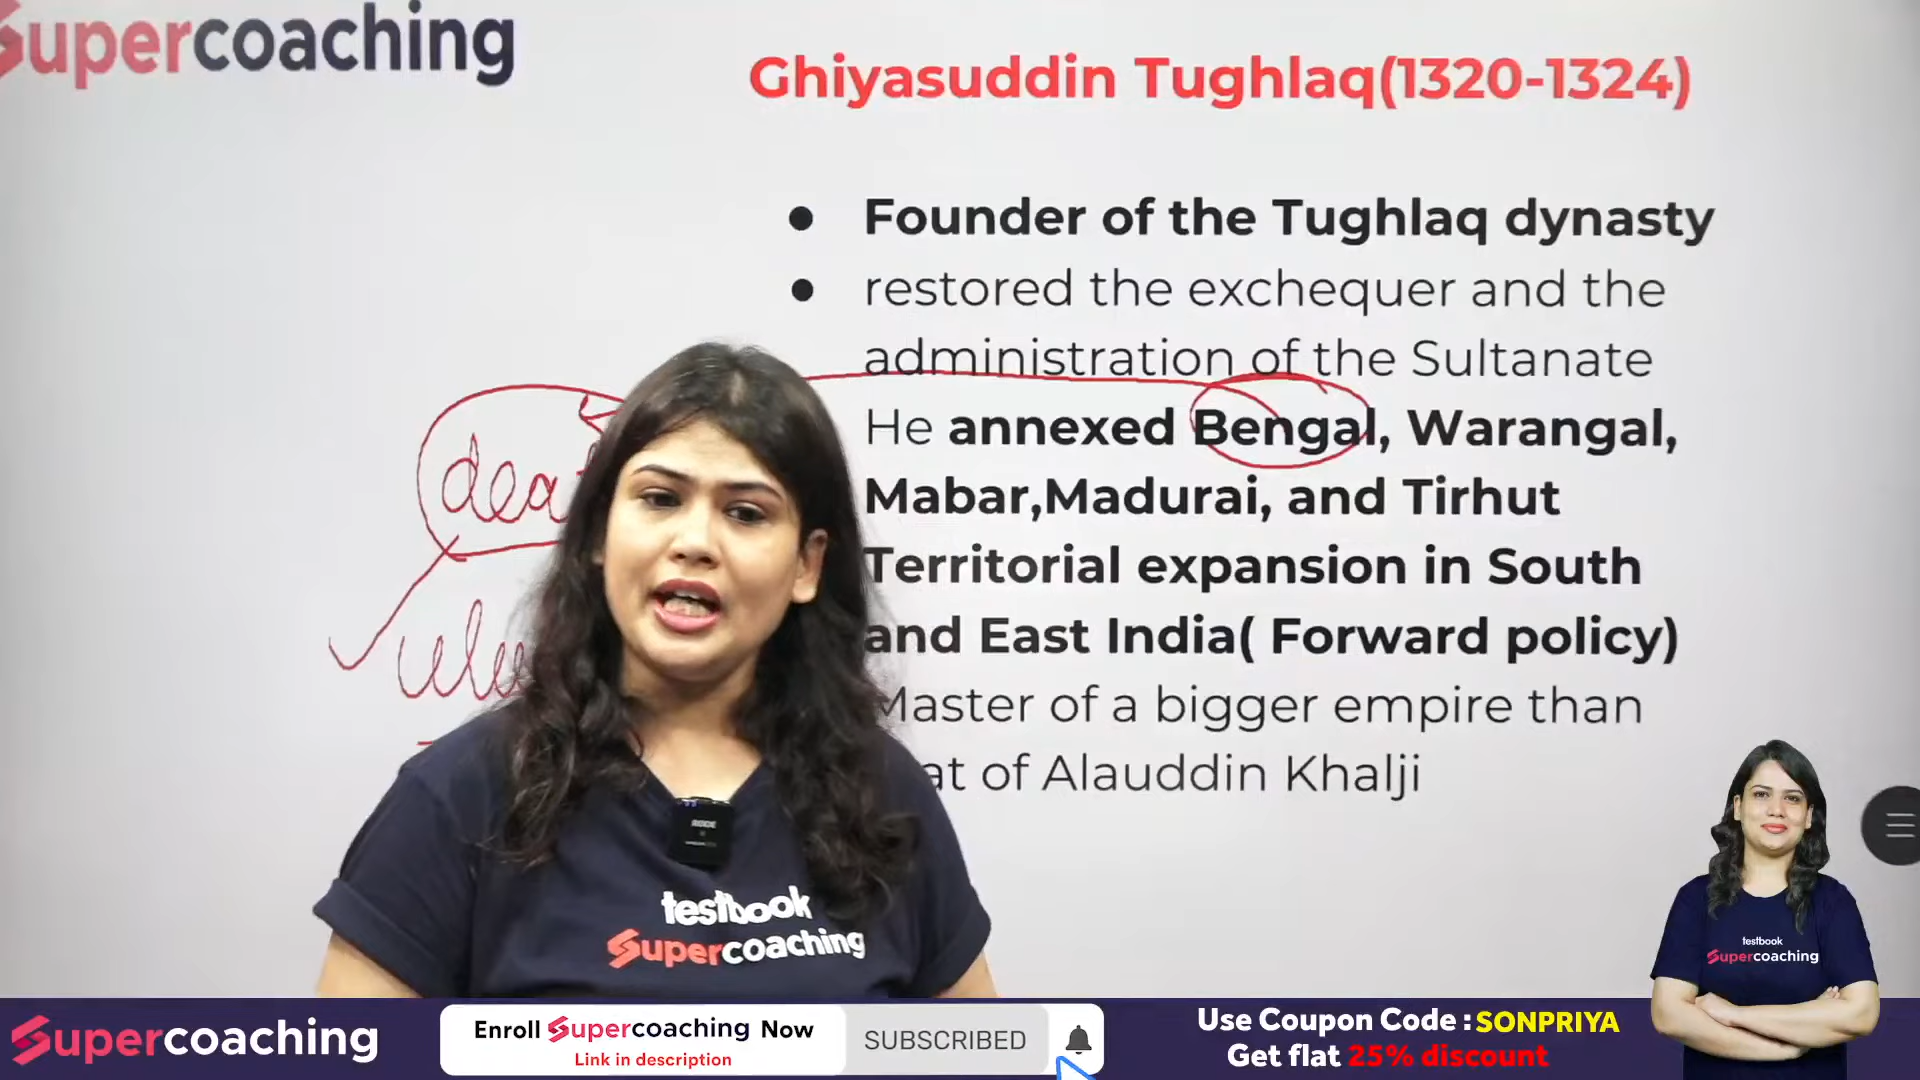 Supercoaching
Ghiyasuddin Tughlaq(1320-1324)
● Founder of the Tughlaq dynasty
● restored the exchequer and the
administration of the Sultanate
He annexed Bengal, Warangal,
Mabar,Madurai, and Tirhut
Territorial expansion in South
and East India( Forward policy)
Master of a bigger empire than
of Alauddin Khalji
testbook
Supercoaching
testbook
Supercoaching
Supercoaching
Enroll Supercoaching Now
Link in description
SUBSCRIBED
Use Coupon Code : SONPRIYA
Get flat 25% discount